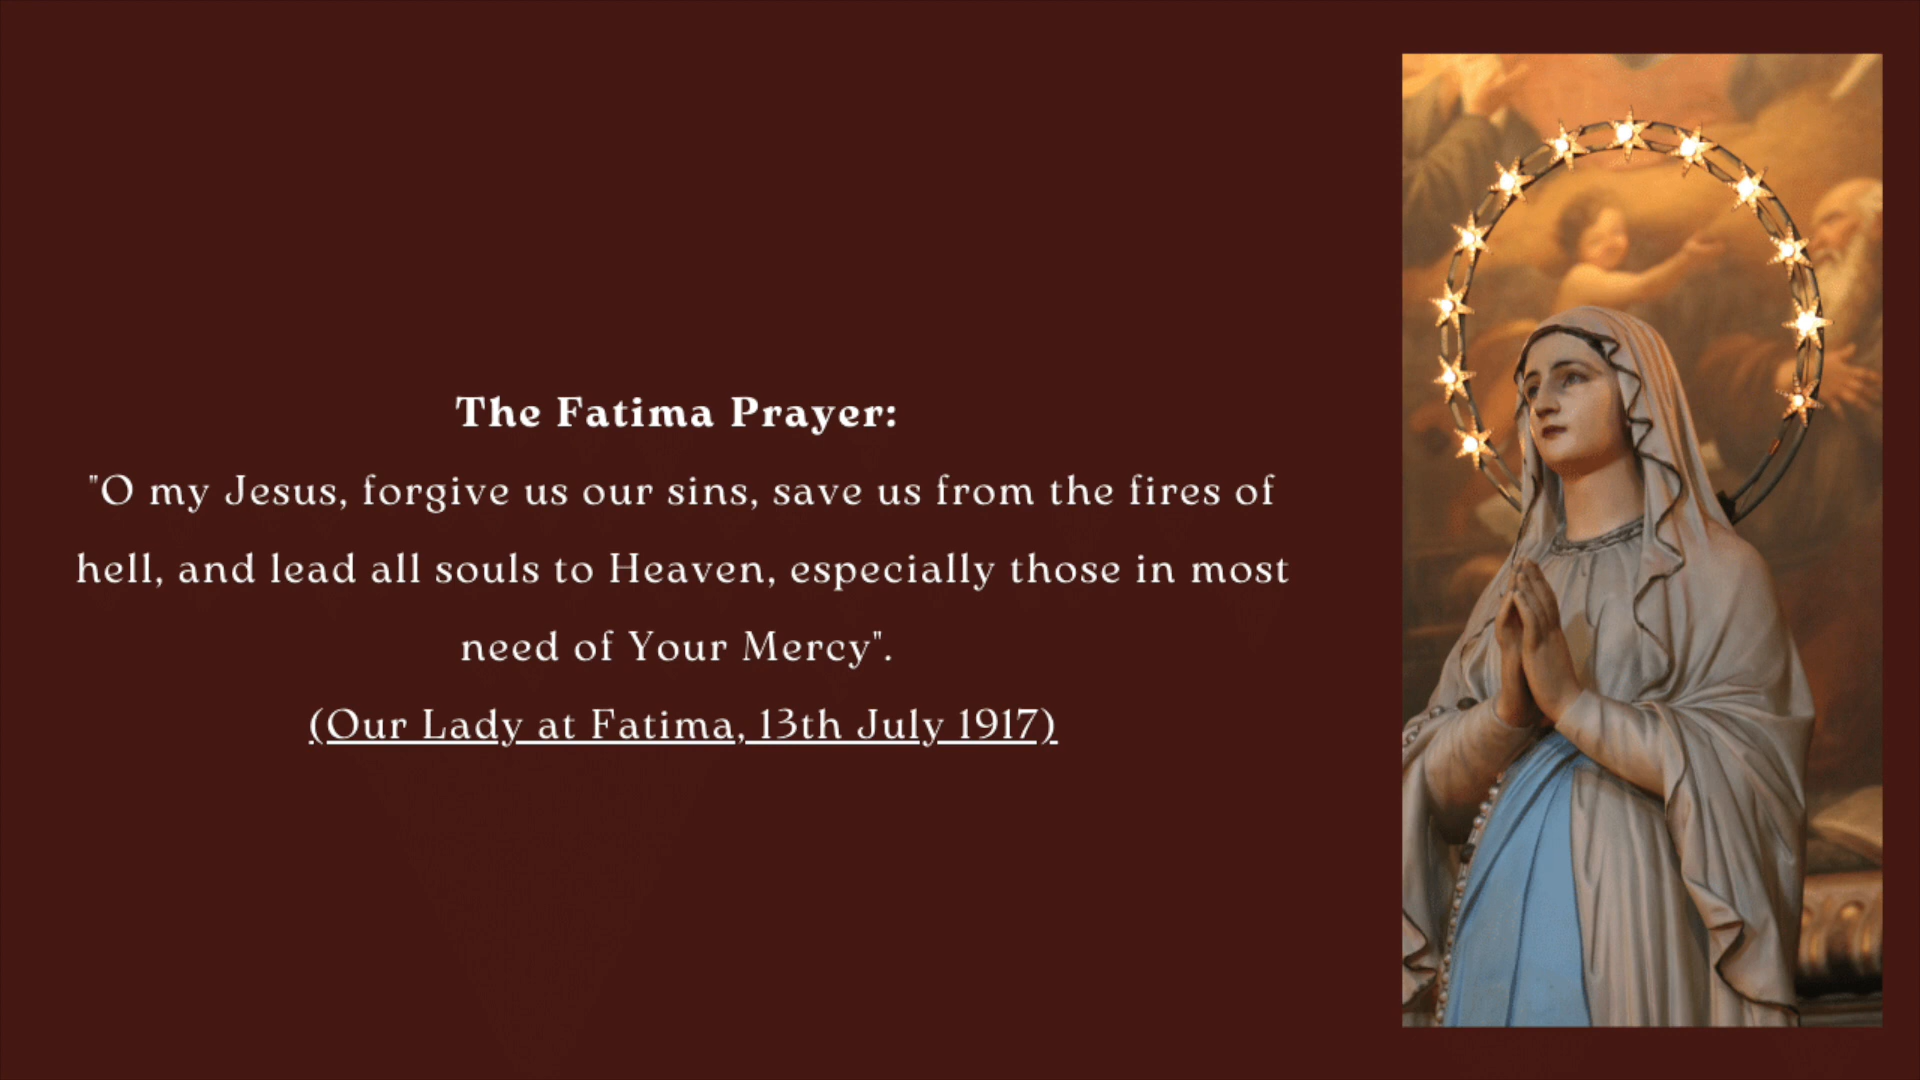 The Fatima Prayer:
"O my Jesus, forgive us our sins, save us from the fires of
hell, and lead all souls to Heaven, especially those in most
need of Your Mercy".
(Our Lady at Fatima, 13th July 1917)